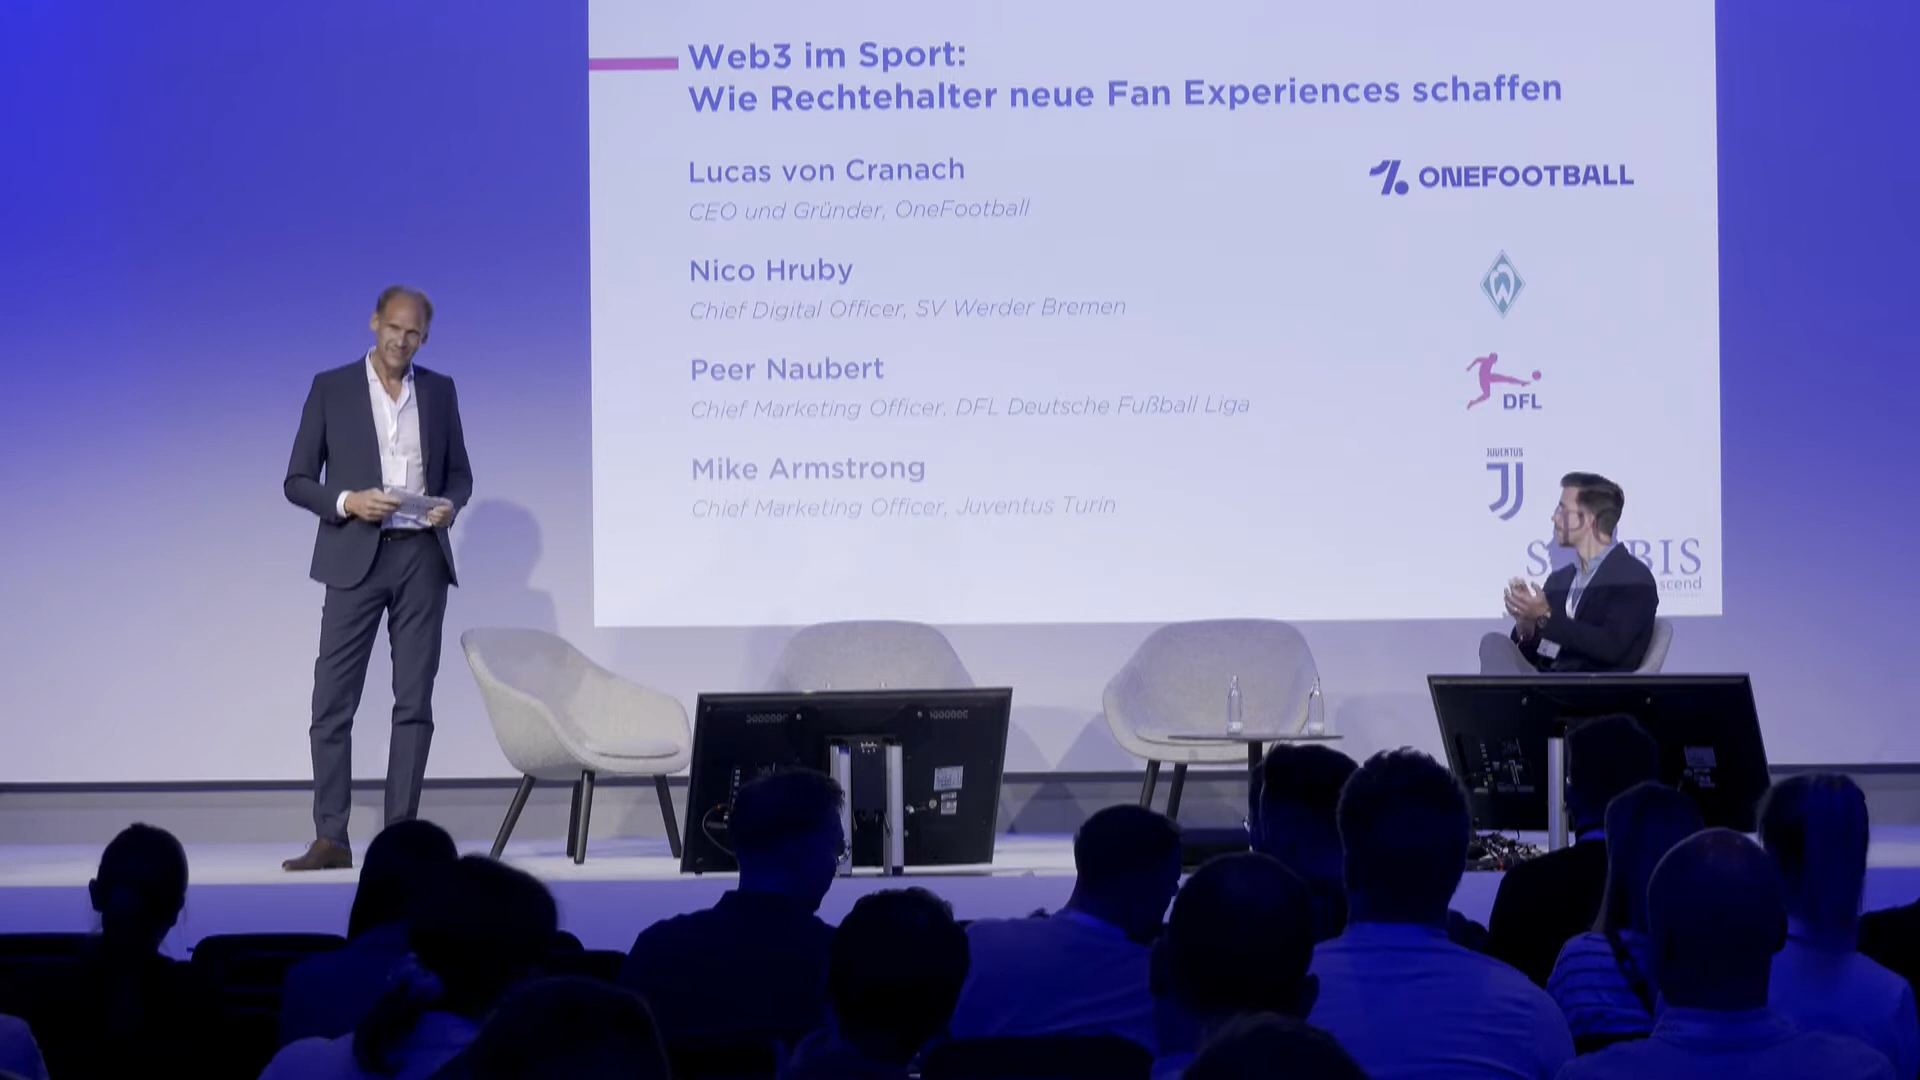 Web3 im Sport:
Wie Rechtehalter neue Fan Experiences schaffen
Lucas von Cranach
CEO und Gründer, OneFootball
ONEFOOTBALL
Nico Hruby
Chief Digital Officer, SV Werder Bremen
W
Peer Naubert
Chief Marketing Officer, DFL Deutsche Fußball Liga
DFL
Mike Armstrong
Chief Marketing Officer, Juventus Turin
JUVENTUS